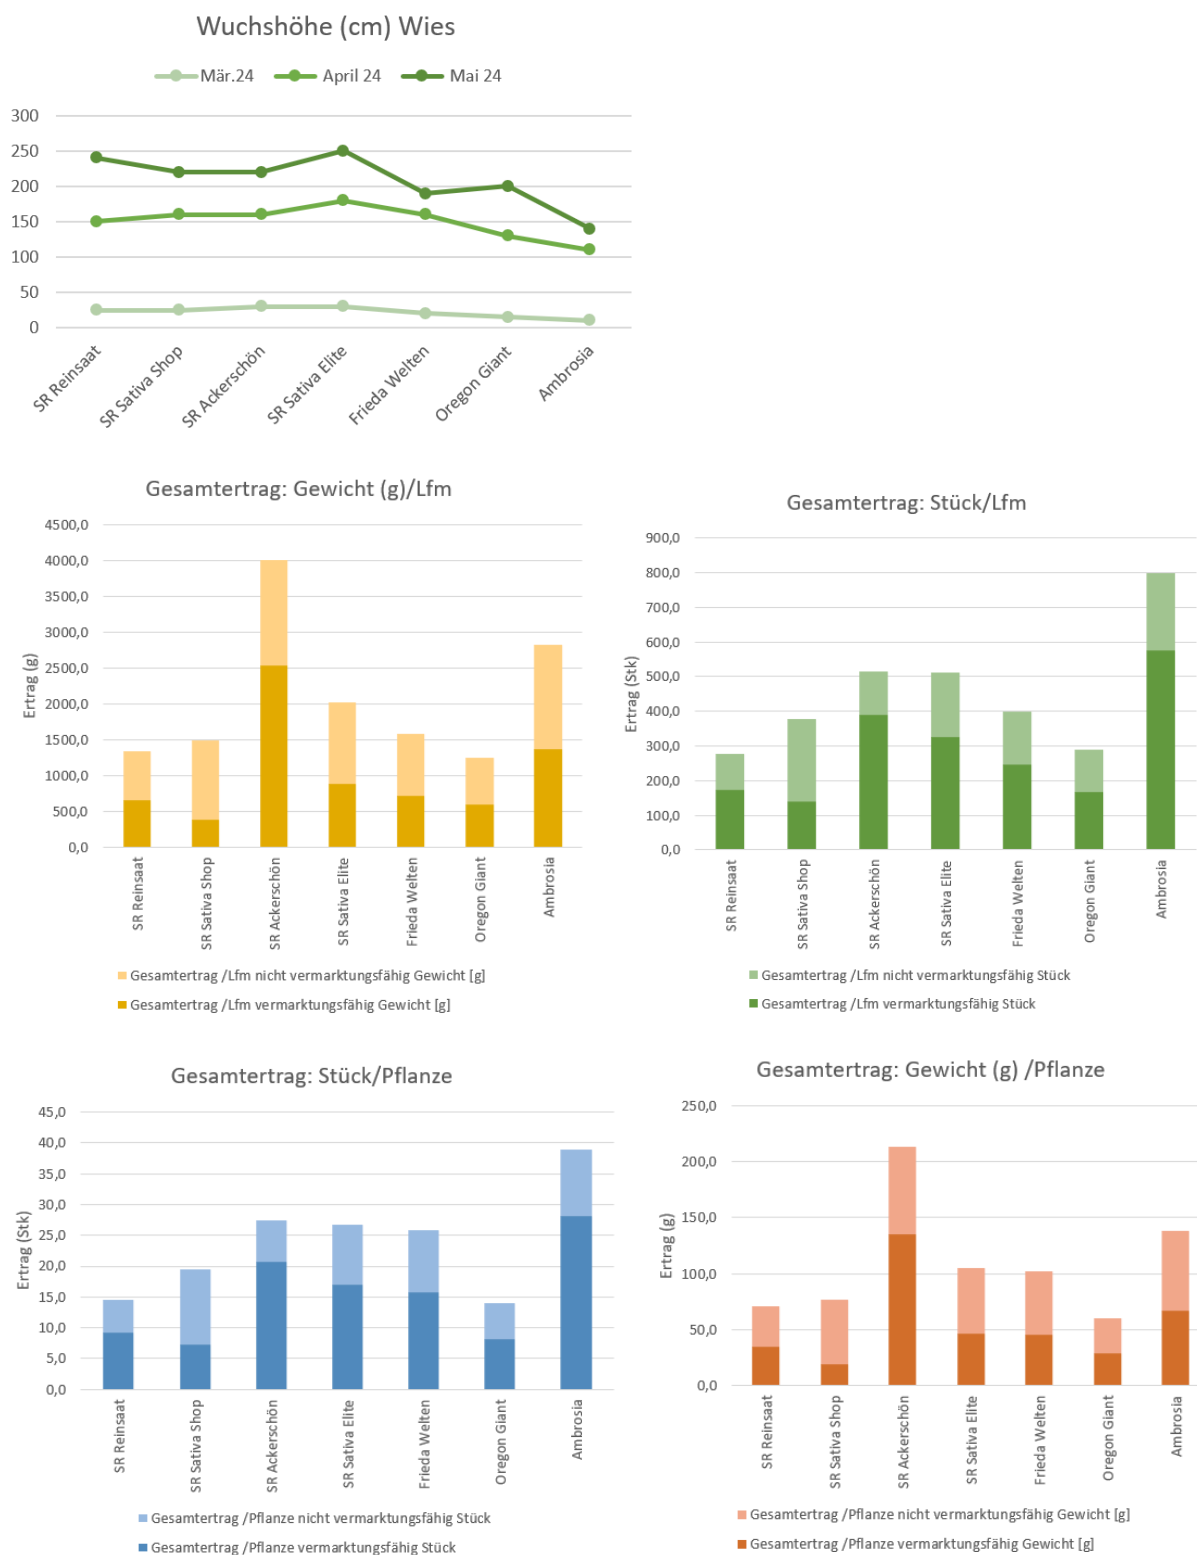 Wuchshöhe (cm) Wies
Mär.24 April 24 Mai 24
300
250
200
150
100
50
0
SR Reinsaat
SR Sativa Shop
SR Ackerschön
SR Sativa Elite
Frieda Welten
Oregon Giant
Ambrosia
Gesamtertrag: Gewicht (g)/Lfm
Ertrag (g)
4500,0
4000,0
3500,0
3000,0
2500,0
2000,0
1500,0
1000,0
500,0
0,0
SR Reinsaat
SR Sativa Shop
SR Ackerschön
SR Sativa Elite
Frieda Welten
Oregon Giant
Ambrosia
Gesamtertrag /Lfm nicht vermarktungsfähig Gewicht [g]
Gesamtertrag /Lfm vermarktungsfähig Gewicht [g]
Gesamtertrag: Stück/Lfm
Ertrag (Stk)
900,0
800,0
700,0
600,0
500,0
400,0
300,0
200,0
100,0
0,0
SR Reinsaat
SR Sativa Shop
SR Ackerschön
SR Sativa Elite
Frieda Welten
Oregon Giant
Ambrosia
Gesamtertrag /Lfm nicht vermarktungsfähig Stück
Gesamtertrag /Lfm vermarktungsfähig Stück
Gesamtertrag: Stück/Pflanze
Ertrag (Stk)
45,0
40,0
35,0
30,0
25,0
20,0
15,0
10,0
5,0
0,0
SR Reinsaat
SR Sativa Shop
SR Ackerschön
SR Sativa Elite
Frieda Welten
Oregon Giant
Ambrosia
Gesamtertrag /Pflanze nicht vermarktungsfähig Stück
Gesamtertrag /Pflanze vermarktungsfähig Stück
Gesamtertrag: Gewicht (g) /Pflanze
Ertrag (g)
250,0
200,0
150,0
100,0
50,0
0,0
SR Reinsaat
SR Sativa Shop
SR Ackerschön
SR Sativa Elite
Frieda Welten
Oregon Giant
Ambrosia
Gesamtertrag /Pflanze nicht vermarktungsfähig Gewicht [g]
Gesamtertrag /Pflanze vermarktungsfähig Gewicht [g]